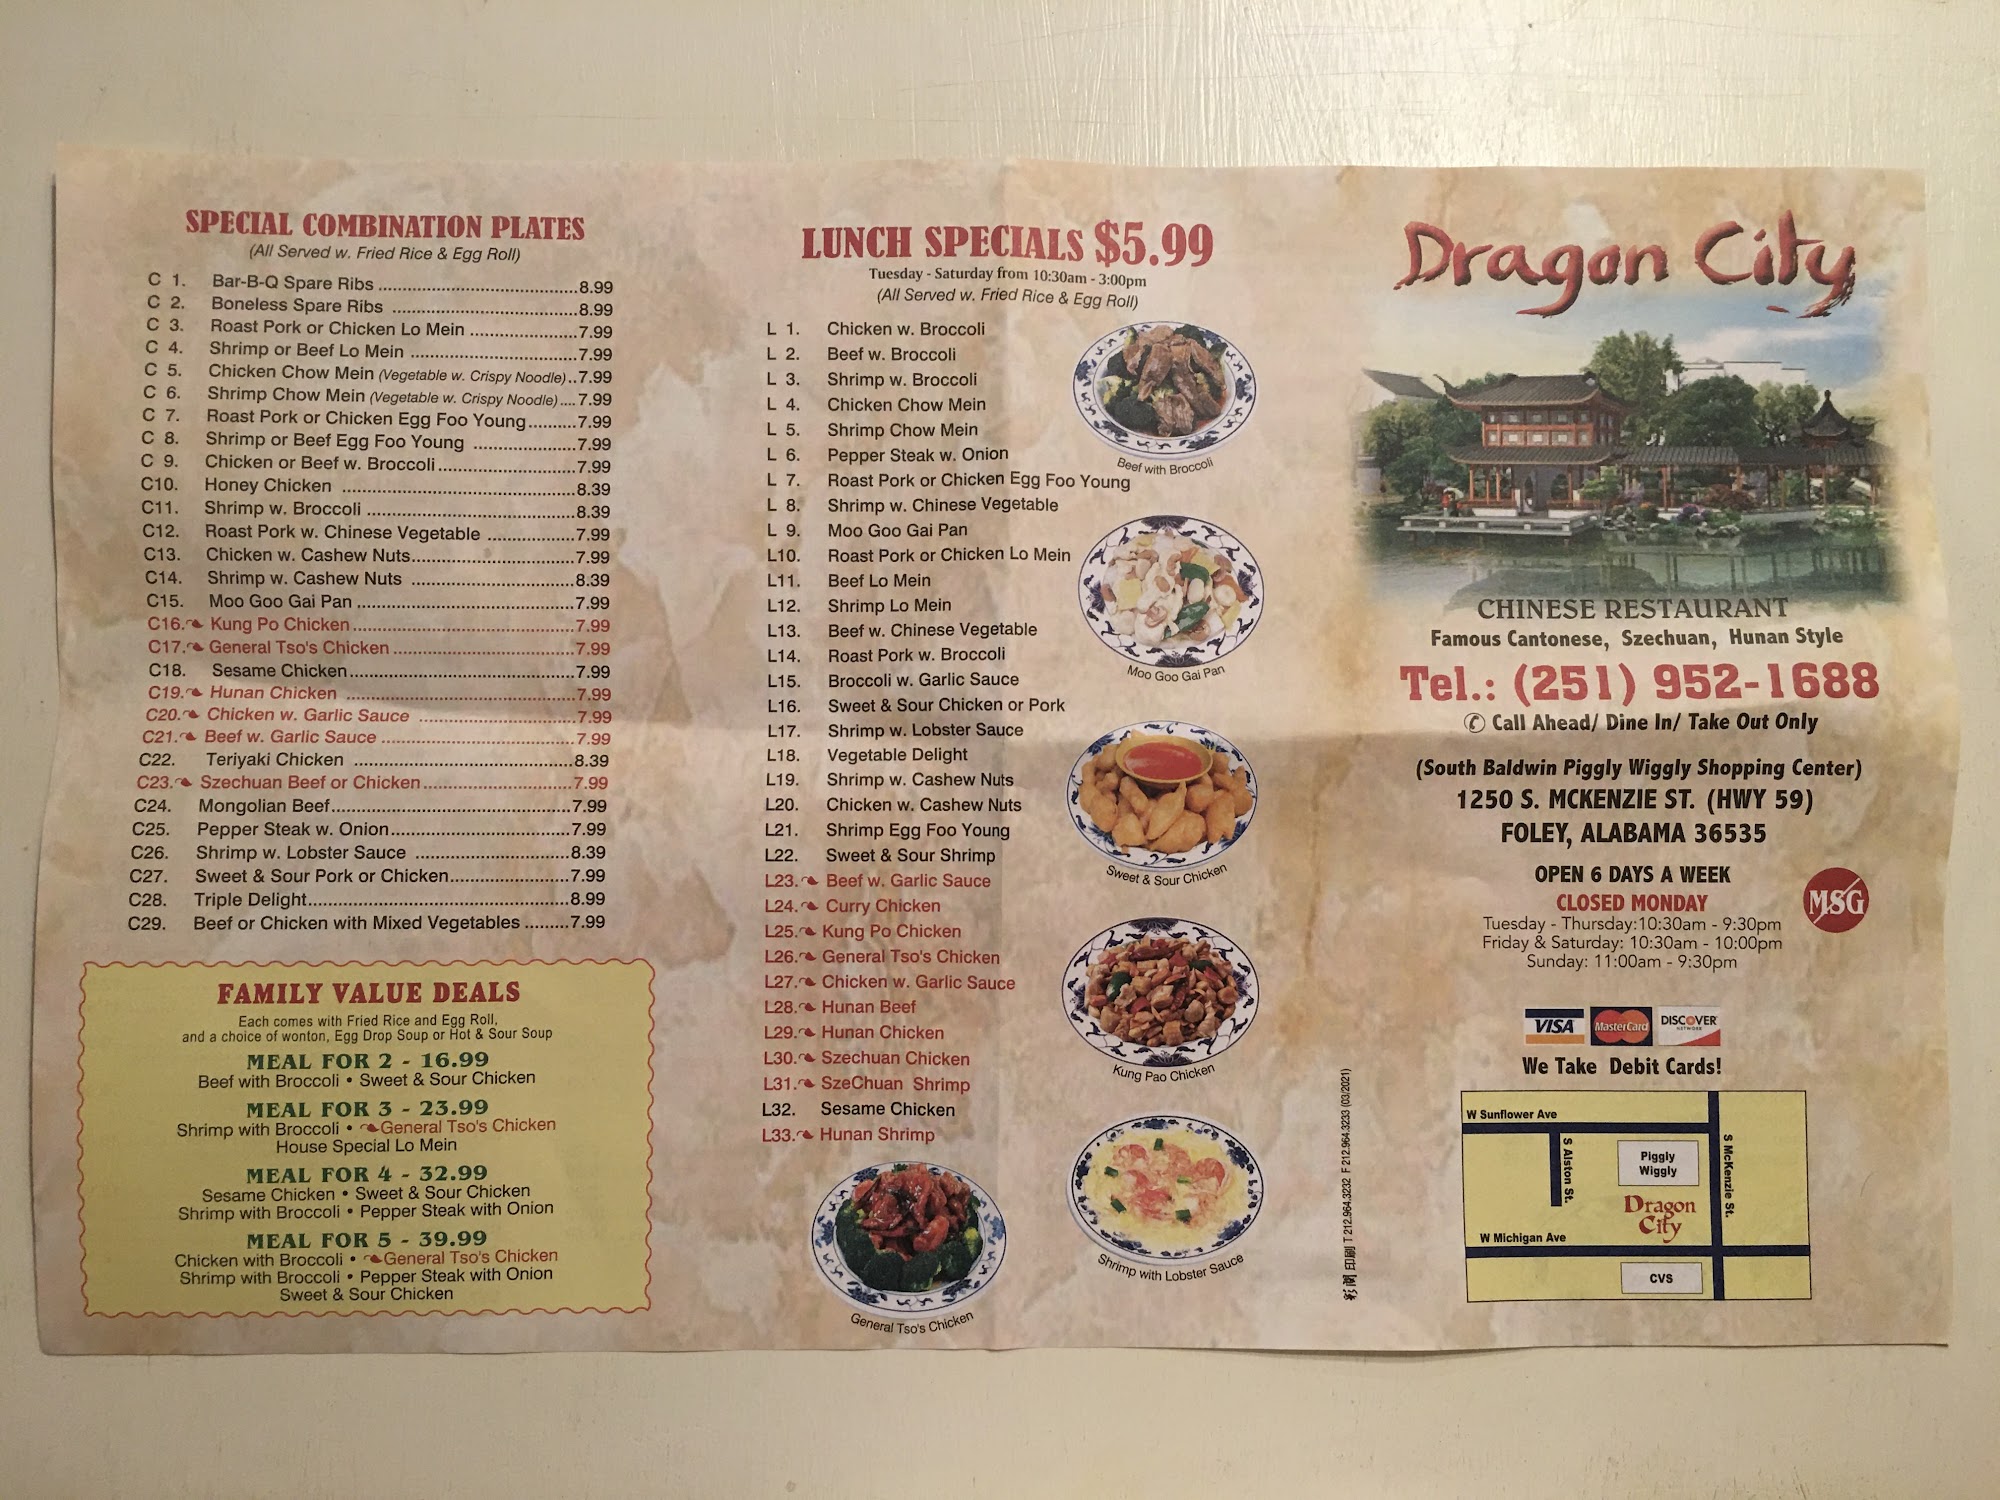 SPECIAL COMBINATION PLATES
(All Served w. Fried Rice & Egg Roll)
C 1. Bar-B-Q Spare Ribs ....................................8.99
C 2. Boneless Spare Ribs .................................8.99
C 3. Roast Pork or Chicken Lo Mein ...................7.99
C 4. Shrimp or Beef Lo Mein ..............................7.99
C 5. Chicken Chow Mein (Vegetable w. Crispy Noodle)..7.99
C 6. Shrimp Chow Mein (Vegetable w. Crispy Noodle)....7.99
C 7. Roast Pork or Chicken Egg Foo Young.........7.99
C 8. Shrimp or Beef Egg Foo Young ...................7.99
C 9. Chicken or Beef w. Broccoli.........................7.99
C10. Honey Chicken ..........................................8.39
C11. Shrimp w. Broccoli .....................................8.39
C12. Roast Pork w. Chinese Vegetable ................7.99
C13. Chicken w. Cashew Nuts.............................7.99
C14. Shrimp w. Cashew Nuts .............................8.39
C15. Moo Goo Gai Pan .......................................7.99
C16. Kung Po Chicken........................................7.99
C17. General Tso's Chicken ................................7.99
C18. Sesame Chicken.........................................7.99
C19. Hunan Chicken .........................................7.99
C20. Chicken w. Garlic Sauce ............................7.99
C21. Beef w. Garlic Sauce ..................................7.99
C22. Teriyaki Chicken .......................................8.39
C23. Szechuan Beef or Chicken..........................7.99
C24. Mongolian Beef...........................................7.99
C25. Pepper Steak w. Onion................................7.99
C26. Shrimp w. Lobster Sauce ...........................8.39
C27. Sweet & Sour Pork or Chicken.....................7.99
C28. Triple Delight...............................................8.99
C29. Beef or Chicken with Mixed Vegetables ........7.99
FAMILY VALUE DEALS
Each comes with Fried Rice and Egg Roll,
and a choice of wonton, Egg Drop Soup or Hot & Sour Soup
MEAL FOR 2 - 16.99
Beef with Broccoli • Sweet & Sour Chicken
MEAL FOR 3 - 23.99
Shrimp with Broccoli • General Tso's Chicken
House Special Lo Mein
MEAL FOR 4 - 32.99
Sesame Chicken • Sweet & Sour Chicken
Shrimp with Broccoli • Pepper Steak with Onion
MEAL FOR 5 - 39.99
Chicken with Broccoli • General Tso's Chicken
Shrimp with Broccoli • Pepper Steak with Onion
Sweet & Sour Chicken
LUNCH SPECIALS $5.99
Tuesday - Saturday from 10:30am - 3:00pm
(All Served w. Fried Rice & Egg Roll)
L 1. Chicken w. Broccoli
L 2. Beef w. Broccoli
L 3. Shrimp w. Broccoli
L 4. Chicken Chow Mein
L 5. Shrimp Chow Mein
L 6. Pepper Steak w. Onion
L 7. Roast Pork or Chicken Egg Foo Young
L 8. Shrimp w. Chinese Vegetable
L 9. Moo Goo Gai Pan
L10. Roast Pork or Chicken Lo Mein
L11. Beef Lo Mein
L12. Shrimp Lo Mein
L13. Beef w. Chinese Vegetable
L14. Roast Pork w. Broccoli
L15. Broccoli w. Garlic Sauce
L16. Sweet & Sour Chicken or Pork
L17. Shrimp w. Lobster Sauce
L18. Vegetable Delight
L19. Shrimp w. Cashew Nuts
L20. Chicken w. Cashew Nuts
L21. Shrimp Egg Foo Young
L22. Sweet & Sour Shrimp
L23. Beef w. Garlic Sauce
L24. Curry Chicken
L25. Kung Po Chicken
L26. General Tso's Chicken
L27. Chicken w. Garlic Sauce
L28. Hunan Beef
L29. Hunan Chicken
L30. Szechuan Chicken
L31. SzeChuan Shrimp
L32. Sesame Chicken
L33. Hunan Shrimp
Beef with Broccoli
Moo Goo Gai Pan
Sweet & Sour Chicken
Kung Pao Chicken
Shrimp with Lobster Sauce
General Tso's Chicken
彩閣印刷 T 212.964.3232 F 212.964.3233 (03/2021)
Dragon City
CHINESE RESTAURANT
Famous Cantonese, Szechuan, Hunan Style
Tel.: (251) 952-1688
✆ Call Ahead/ Dine In/ Take Out Only
(South Baldwin Piggly Wiggly Shopping Center)
1250 S. MCKENZIE ST. (HWY 59)
FOLEY, ALABAMA 36535
OPEN 6 DAYS A WEEK
CLOSED MONDAY
Tuesday - Thursday:10:30am - 9:30pm
Friday & Saturday: 10:30am - 10:00pm
Sunday: 11:00am - 9:30pm
MSG
VISA MasterCard DISCOVER
NETWORK
We Take Debit Cards!
W Sunflower Ave
S Alston St.
Piggly
Wiggly
S McKenzie St.
Dragon
City
W Michigan Ave
CVS